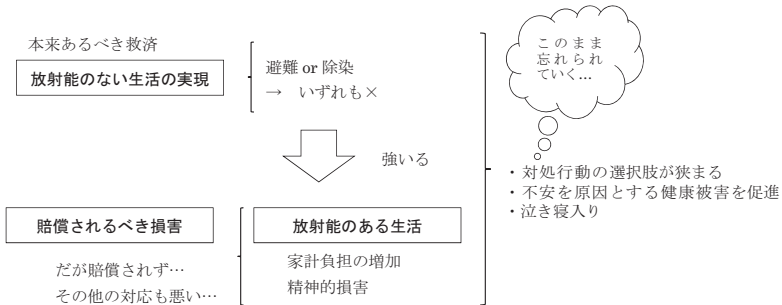 本来あるべき救済
放射能のない生活の実現
避難 or 除染
→ いずれも×
このまま
忘れられ
ていく…
強いる
・対処行動の選択肢が狭まる
・不安を原因とする健康被害を促進
・泣き寝入り
賠償されるべき損害
だが賠償されず…
その他の対応も悪い…
放射能のある生活
家計負担の増加
精神的損害